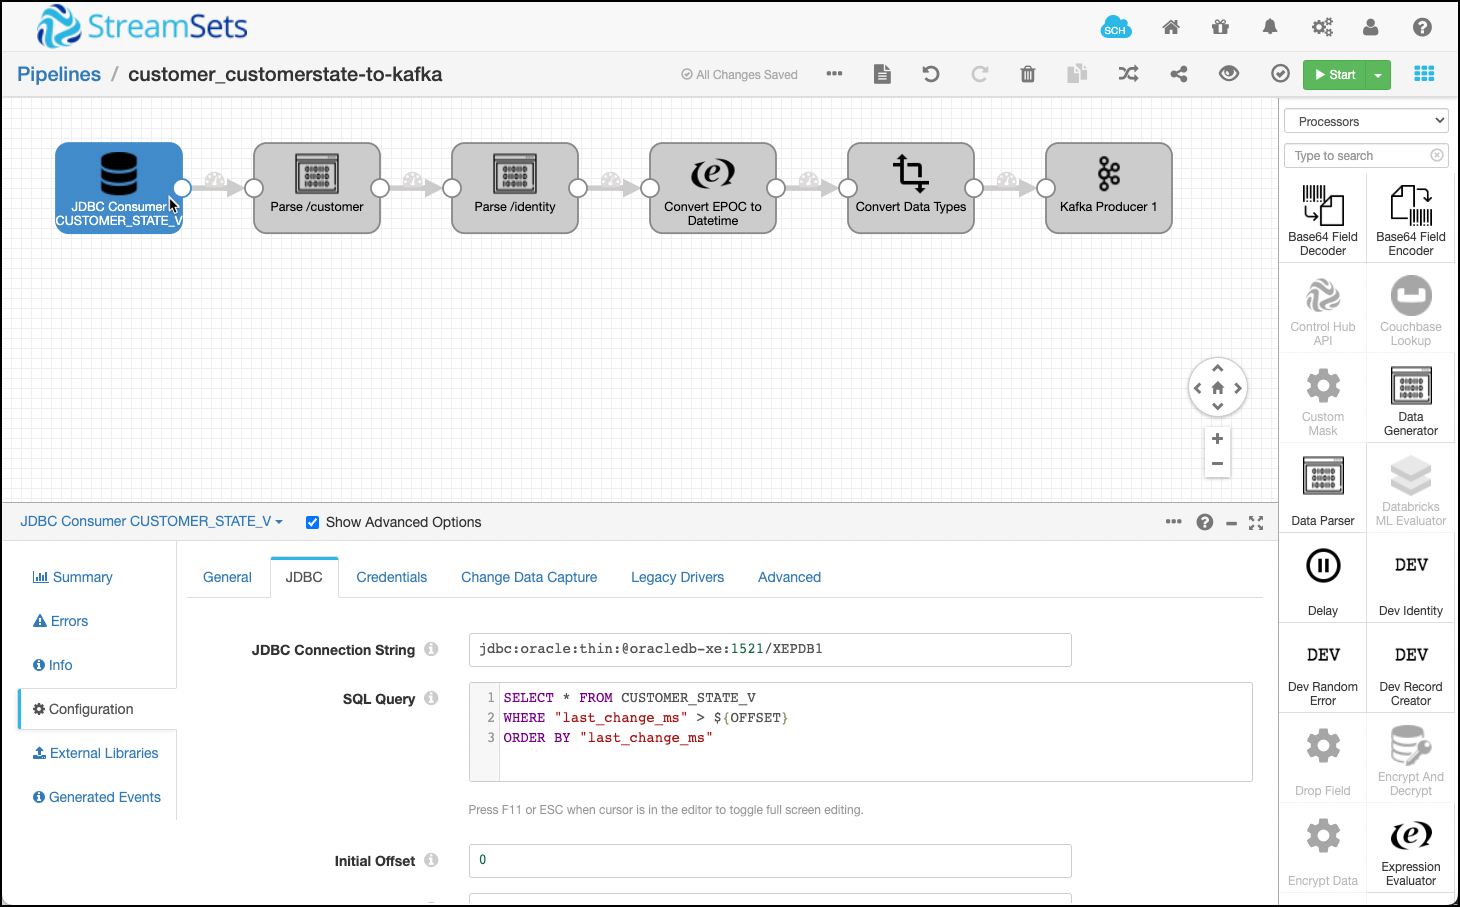 StreamSets
SCH
Pipelines / customer_customerstate-to-kafka
All Changes Saved
Start
JDBC Consumer
CUSTOMER_STATE_V
Parse /customer
Parse /identity
Convert EPOC to
Datetime
Convert Data Types
Kafka Producer 1
Processors
Type to search
Base64 Field
Decoder
Base64 Field
Encoder
Control Hub
API
Couchbase
Lookup
Custom
Mask
Data
Generator
Data Parser
Databricks
ML Evaluator
Delay
DEV
Dev Identity
DEV
Dev Random
Error
DEV
Dev Record
Creator
Drop Field
Encrypt And
Decrypt
Encrypt Data
Expression
Evaluator
JDBC Consumer CUSTOMER_STATE_V
Show Advanced Options
Summary
Errors
Info
Configuration
External Libraries
Generated Events
General
JDBC
Credentials
Change Data Capture
Legacy Drivers
Advanced
JDBC Connection String
jdbc:oracle:thin:@oracledb-xe:1521/XEPDB1
SQL Query
1 SELECT * FROM CUSTOMER_STATE_V
2 WHERE "last_change_ms" > ${OFFSET}
3 ORDER BY "last_change_ms"
Press F11 or ESC when cursor is in the editor to toggle full screen editing.
Initial Offset
0